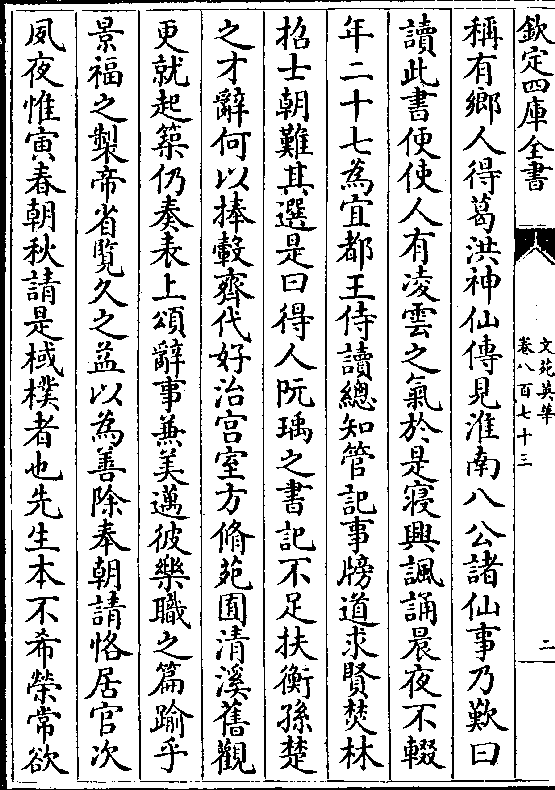 欽定四庫全書
文苑英華
卷八百七十三
二
稱有鄉人得葛洪神仙傳見淮南八公諸仙事乃歎曰
讀此書便使人有凌雲之氣於是寝興諷誦晨夜不輟
年二十七為宜都王侍讀總知管記事牓道求賢焚林
招士朝難其選是曰得人阮瑀之書記不足扶衡孫楚
之才辭何以捧轂齊代好治宫室方脩苑囿清溪舊觀
更就起築仍奏表上頌辭事兼美邁彼樂職之篇踰乎
景福之製帝省覽久之益以為善除奉朝請恪居官次
夙夜惟寅春朝秋請是棫樸者也先生本不希榮常欲